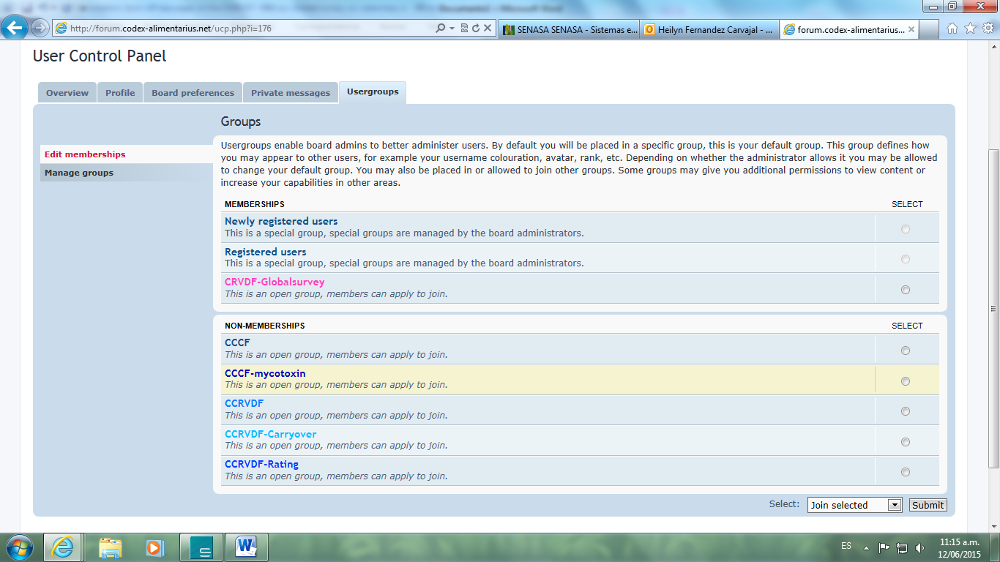 http://forum.codex-alimentarius.net/ucp.php?i=176
SENASA SENASA - Sistemas e...
Heilyn Fernandez Carvajal - ...
forum.codex-alimentarius...
User Control Panel
Overview
Profile
Board preferences
Private messages
Usergroups
Groups
Edit memberships
Manage groups
Usergroups enable board admins to better administer users. By default you will be placed in a specific group, this is your default group. This group defines how
you may appear to other users, for example your username colouration, avatar, rank, etc. Depending on whether the administrator allows it you may be allowed
to change your default group. You may also be placed in or allowed to join other groups. Some groups may give you additional permissions to view content or
increase your capabilities in other areas.
MEMBERSHIPS SELECT
Newly registered users
This is a special group, special groups are managed by the board administrators.
Registered users
This is a special group, special groups are managed by the board administrators.
CRVDF-Globalsurvey
This is an open group, members can apply to join.
NON-MEMBERSHIPS SELECT
CCCF
This is an open group, members can apply to join.
CCCF-mycotoxin
This is an open group, members can apply to join.
CCRVDF
This is an open group, members can apply to join.
CCRVDF-Carryover
This is an open group, members can apply to join.
CCRVDF-Rating
This is an open group, members can apply to join.
Select: Join selected Submit
ES
11:15 a.m.
12/06/2015